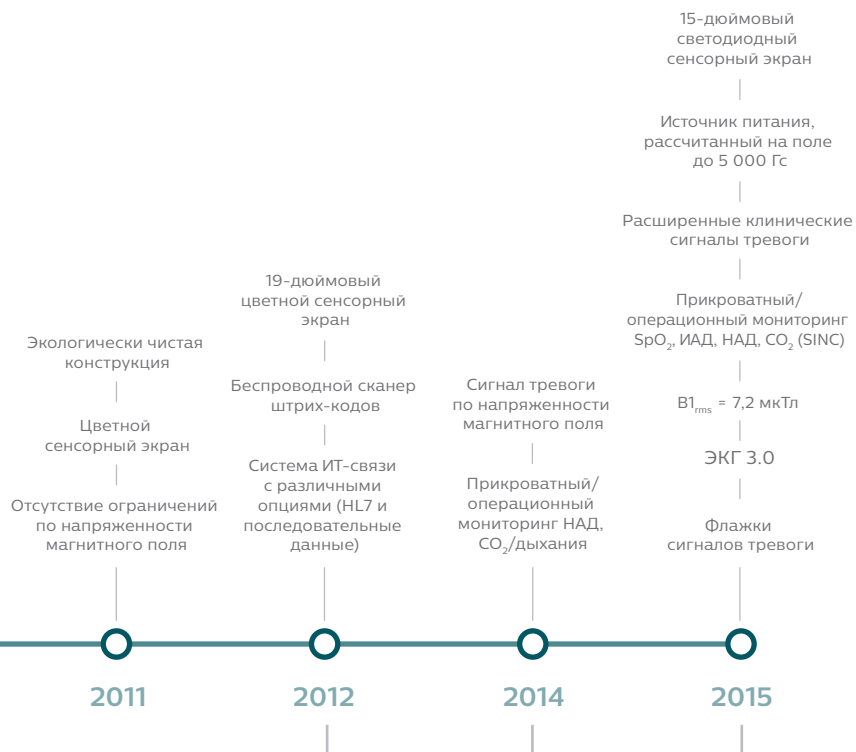 Экологически чистая
конструкция
Цветной
сенсорный экран
Отсутствие ограничений
по напряженности
магнитного поля
2011
19-дюймовый
цветной сенсорный
экран
Беспроводной сканер
штрих-кодов
Система ИТ-связи
с различными
опциями (HL7 и
последовательные
данные)
2012
Сигнал тревоги
по напряженности
магнитного поля
Прикроватный/
операционный
мониторинг НАД,
CO₂/дыхания
2014
15-дюймовый
светодиодный
сенсорный экран
Источник питания,
рассчитанный на поле
до 5 000 Гс
Расширенные клинические
сигналы тревоги
Прикроватный/
операционный мониторинг
SpO₂, ИАД, НАД, CO₂ (SINC)
B1rms = 7,2 мкТл
ЭКГ 3.0
Флажки
сигналов тревоги
2015